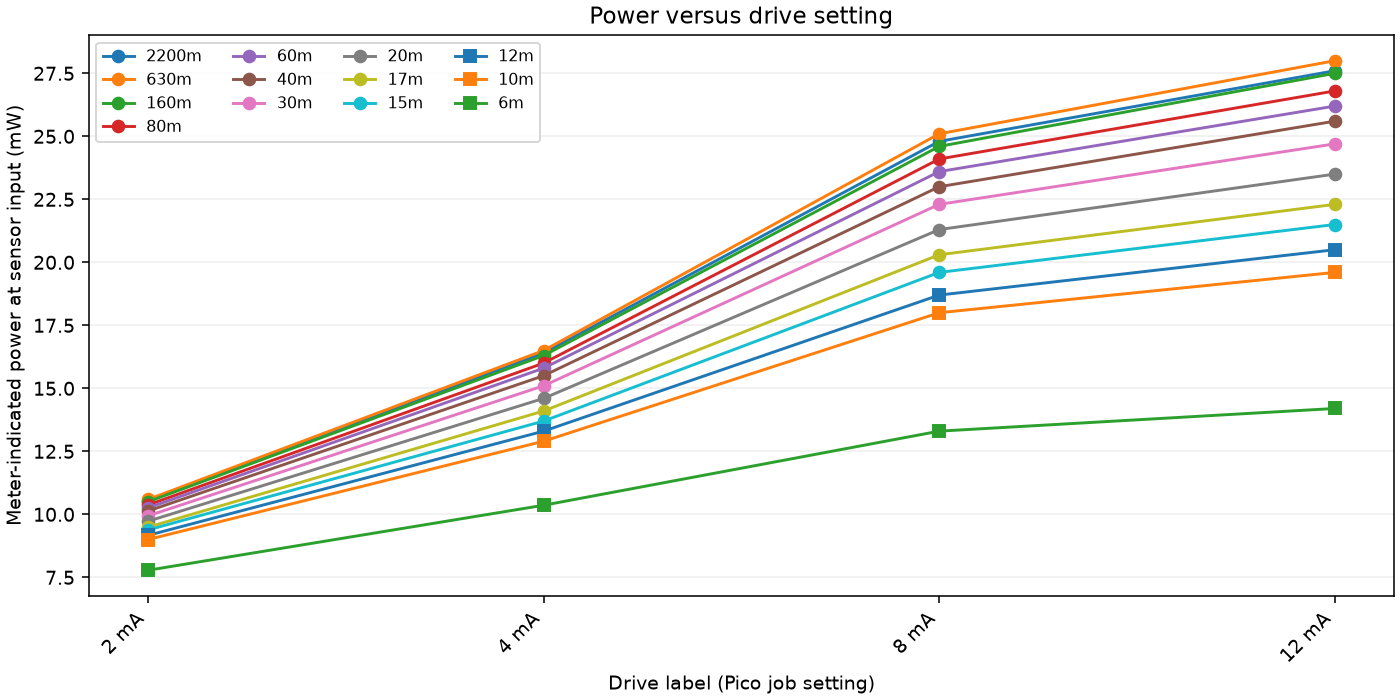 Power versus drive setting
2200m
630m
160m
80m
60m
40m
30m
20m
17m
15m
12m
10m
6m
Meter-indicated power at sensor input (mW)
27.5
25.0
22.5
20.0
17.5
15.0
12.5
10.0
7.5
2 mA
4 mA
8 mA
12 mA
Drive label (Pico job setting)